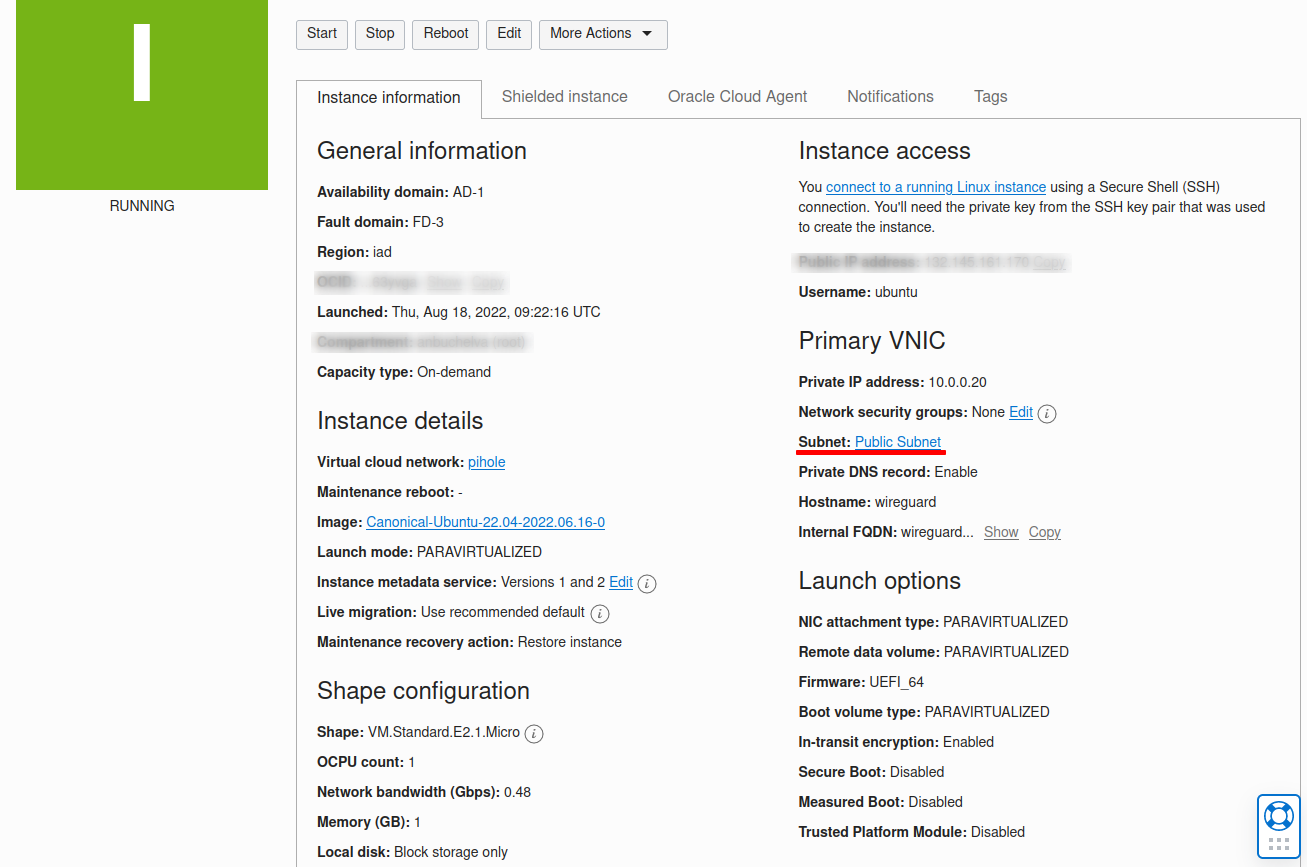 I
RUNNING
Start Stop Reboot Edit More Actions
Instance information Shielded instance Oracle Cloud Agent Notifications Tags
General information
Availability domain: AD-1
Fault domain: FD-3
Region: iad
Launched: Thu, Aug 18, 2022, 09:22:16 UTC
Capacity type: On-demand
Instance details
Virtual cloud network: pihole
Maintenance reboot: -
Image: Canonical-Ubuntu-22.04-2022.06.16-0
Launch mode: PARAVIRTUALIZED
Instance metadata service: Versions 1 and 2 Edit i
Live migration: Use recommended default i
Maintenance recovery action: Restore instance
Shape configuration
Shape: VM.Standard.E2.1.Micro i
OCPU count: 1
Network bandwidth (Gbps): 0.48
Memory (GB): 1
Local disk: Block storage only
Instance access
You connect to a running Linux instance using a Secure Shell (SSH)
connection. You'll need the private key from the SSH key pair that was used
to create the instance.
Username: ubuntu
Primary VNIC
Private IP address: 10.0.0.20
Network security groups: None Edit i
Subnet: Public Subnet
Private DNS record: Enable
Hostname: wireguard
Internal FQDN: wireguard... Show Copy
Launch options
NIC attachment type: PARAVIRTUALIZED
Remote data volume: PARAVIRTUALIZED
Firmware: UEFI_64
Boot volume type: PARAVIRTUALIZED
In-transit encryption: Enabled
Secure Boot: Disabled
Measured Boot: Disabled
Trusted Platform Module: Disabled